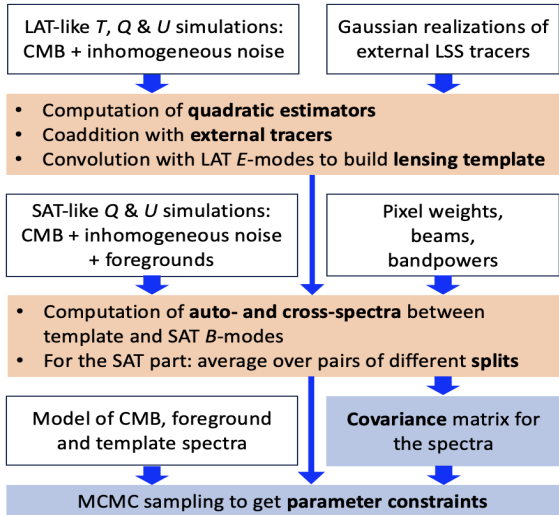 LAT-like T, Q & U simulations:
CMB + inhomogeneous noise
Gaussian realizations of
external LSS tracers
• Computation of quadratic estimators
• Coaddition with external tracers
• Convolution with LAT E-modes to build lensing template
SAT-like Q & U simulations:
CMB + inhomogeneous noise
+ foregrounds
Pixel weights,
beams,
bandpowers
• Computation of auto- and cross-spectra between
template and SAT B-modes
• For the SAT part: average over pairs of different splits
Model of CMB, foreground
and template spectra
Covariance matrix for
the spectra
MCMC sampling to get parameter constraints